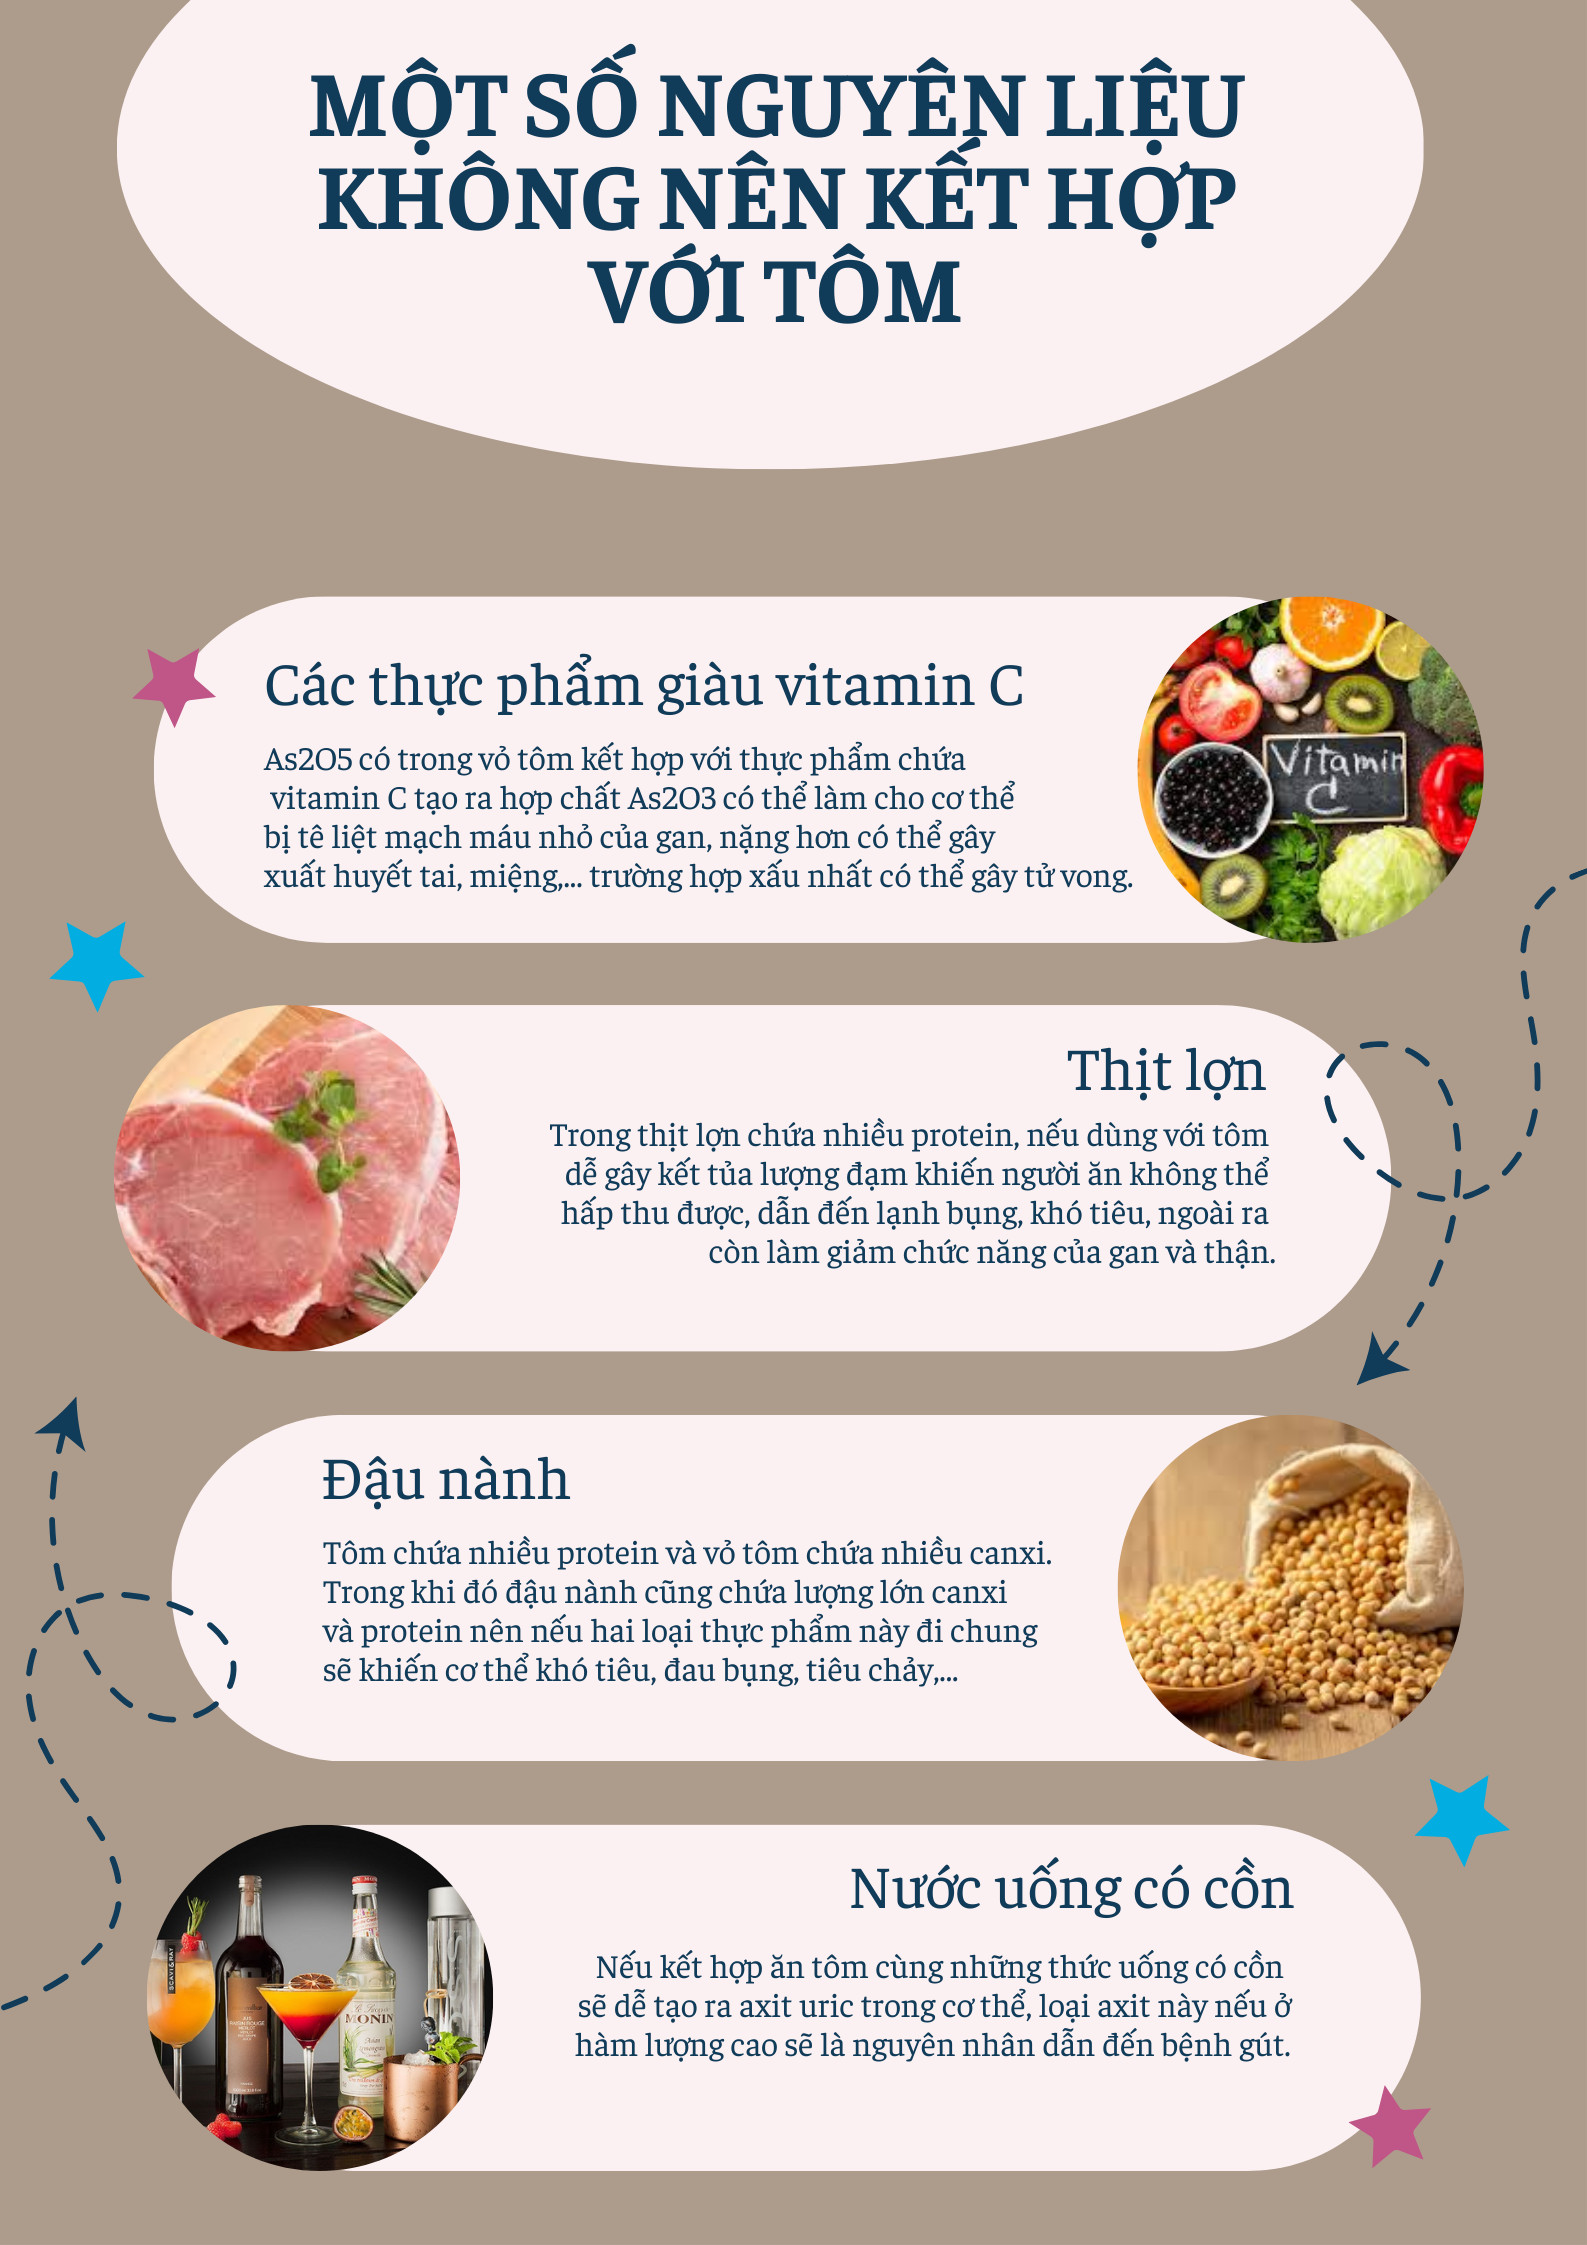 MỘT SỐ NGUYÊN LIỆU
KHÔNG NÊN KẾT HỢP
VỚI TÔM
Các thực phẩm giàu vitamin C
As2O5 có trong vỏ tôm kết hợp với thực phẩm chứa
vitamin C tạo ra hợp chất As2O3 có thể làm cho cơ thể
bị tê liệt mạch máu nhỏ của gan, nặng hơn có thể gây
xuất huyết tai, miệng,... trường hợp xấu nhất có thể gây tử vong.
Vitamin
C
Thịt lợn
Trong thịt lợn chứa nhiều protein, nếu dùng với tôm
dễ gây kết tủa lượng đạm khiến người ăn không thể
hấp thu được, dẫn đến lạnh bụng, khó tiêu, ngoài ra
còn làm giảm chức năng của gan và thận.
Đậu nành
Tôm chứa nhiều protein và vỏ tôm chứa nhiều canxi.
Trong khi đó đậu nành cũng chứa lượng lớn canxi
và protein nên nếu hai loại thực phẩm này đi chung
sẽ khiến cơ thể khó tiêu, đau bụng, tiêu chảy,...
Nước uống có cồn
Nếu kết hợp ăn tôm cùng những thức uống có cồn
sẽ dễ tạo ra axit uric trong cơ thể, loại axit này nếu ở
hàm lượng cao sẽ là nguyên nhân dẫn đến bệnh gút.
SCAVI & RAY
MONIN